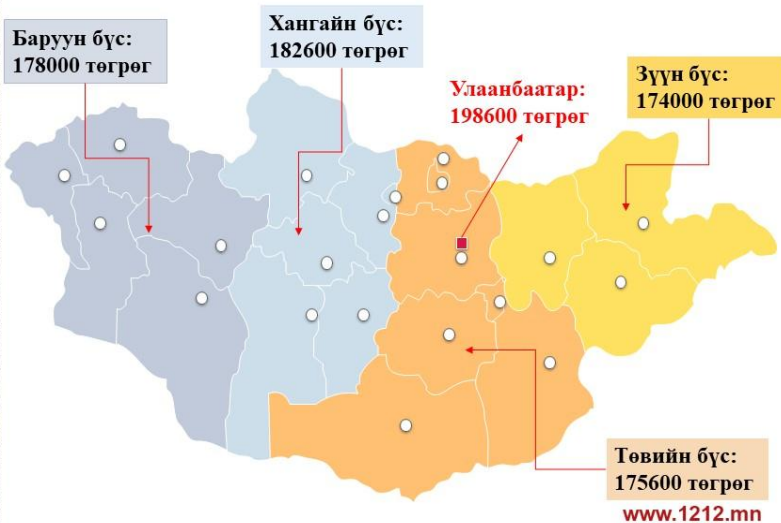 Баруун бүс:
178000 төгрөг
Хангайн бүс:
182600 төгрөг
Улаанбаатар:
198600 төгрөг
Зүүн бүс:
174000 төгрөг
Төвийн бүс:
175600 төгрөг
www.1212.mn